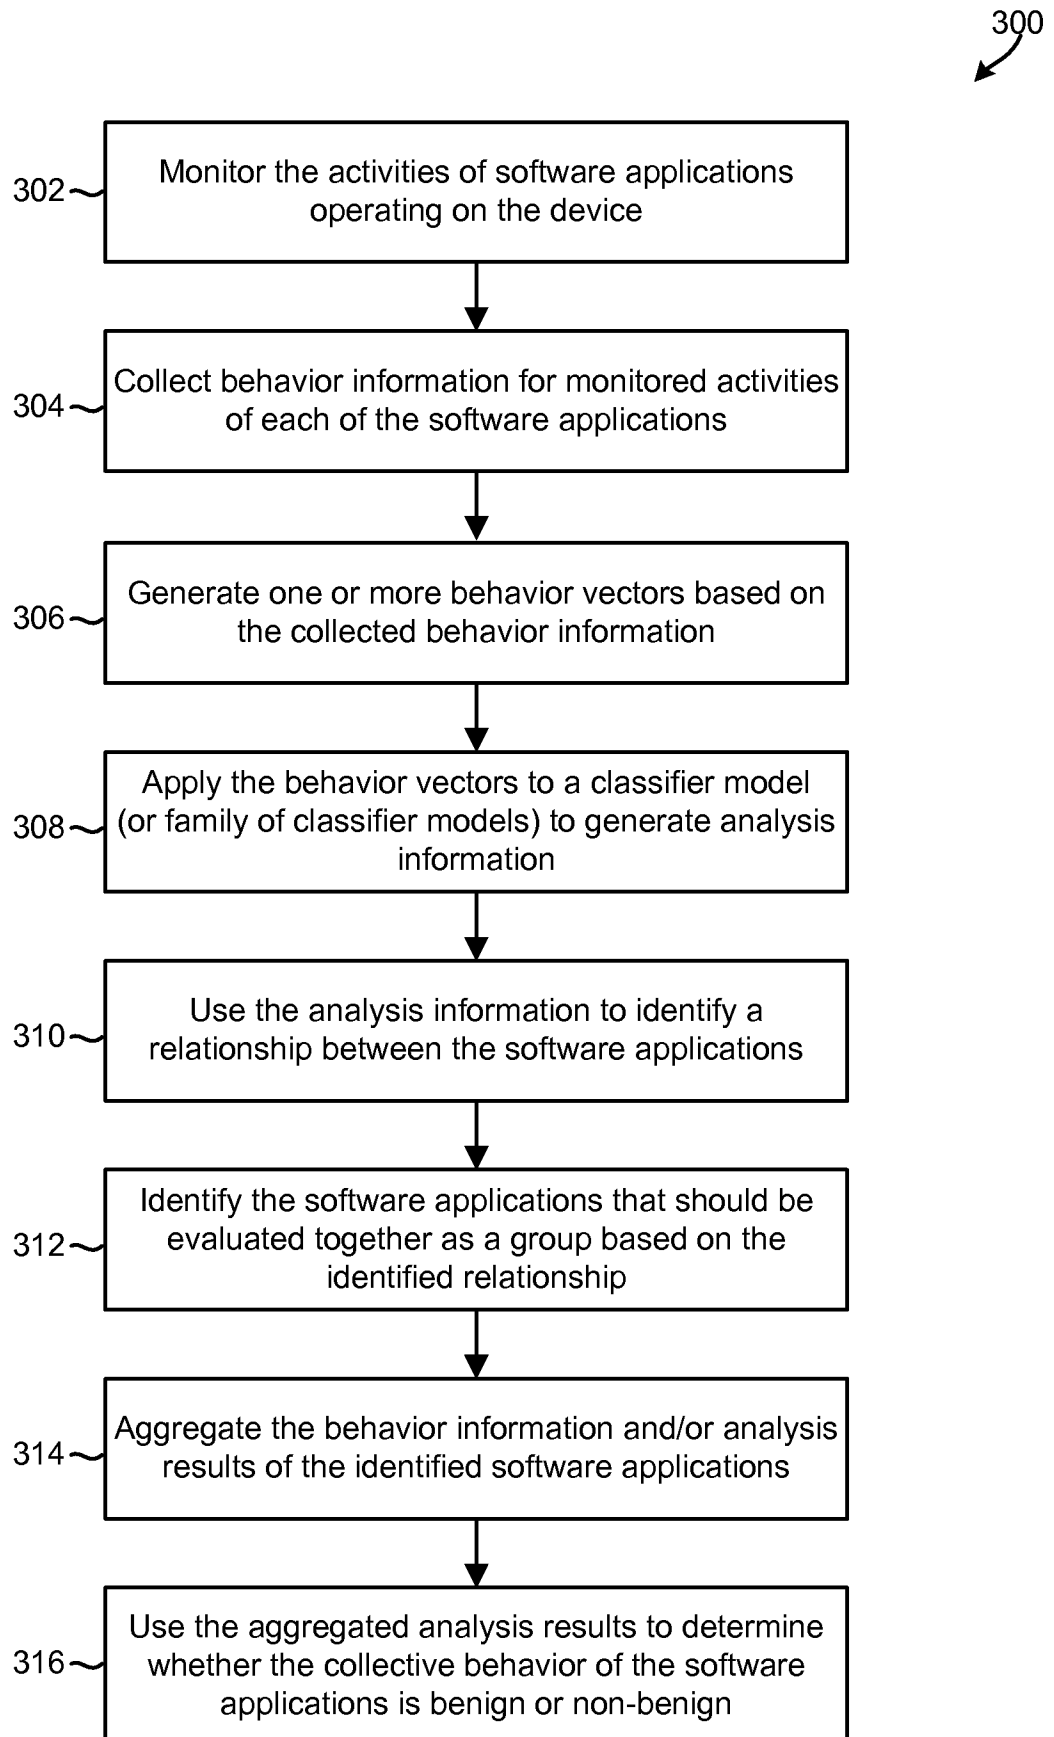 300
302
Monitor the activities of software applications
operating on the device
304
Collect behavior information for monitored activities
of each of the software applications
306
Generate one or more behavior vectors based on
the collected behavior information
308
Apply the behavior vectors to a classifier model
(or family of classifier models) to generate analysis
information
310
Use the analysis information to identify a
relationship between the software applications
312
Identify the software applications that should be
evaluated together as a group based on the
identified relationship
314
Aggregate the behavior information and/or analysis
results of the identified software applications
316
Use the aggregated analysis results to determine
whether the collective behavior of the software
applications is benign or non-benign